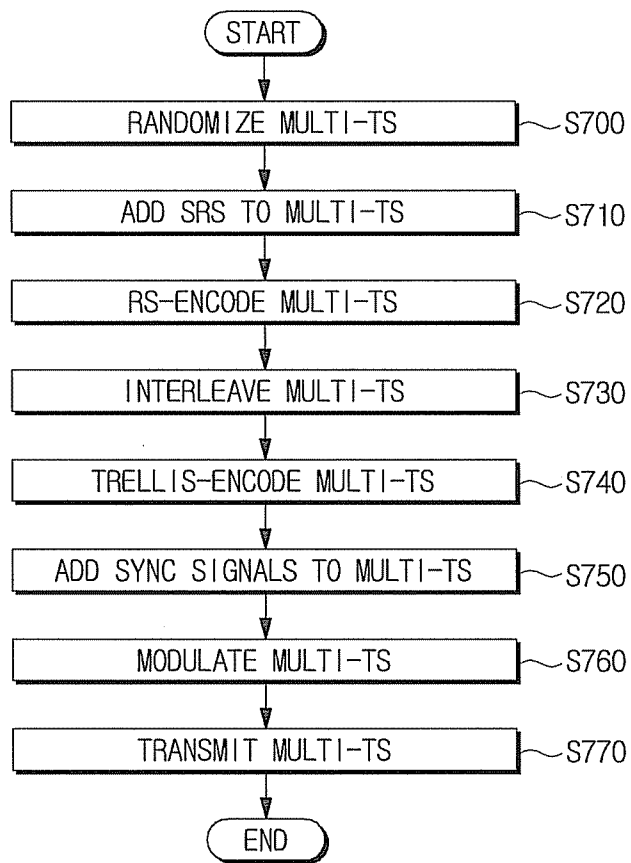 START
RANDOMIZE MULTI-TS S700
ADD SRS TO MULTI-TS S710
RS-ENCODE MULTI-TS S720
INTERLEAVE MULTI-TS S730
TRELLIS-ENCODE MULTI-TS S740
ADD SYNC SIGNALS TO MULTI-TS S750
MODULATE MULTI-TS S760
TRANSMIT MULTI-TS S770
END